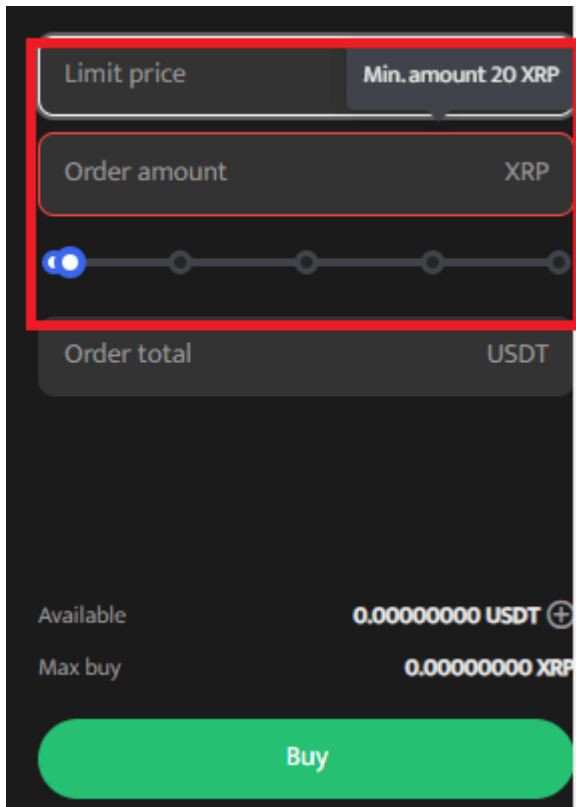 Limit price
Min. amount 20 XRP
Order amount XRP
Order total USDT
Available 0.00000000 USDT
Max buy 0.00000000 XRP
Buy